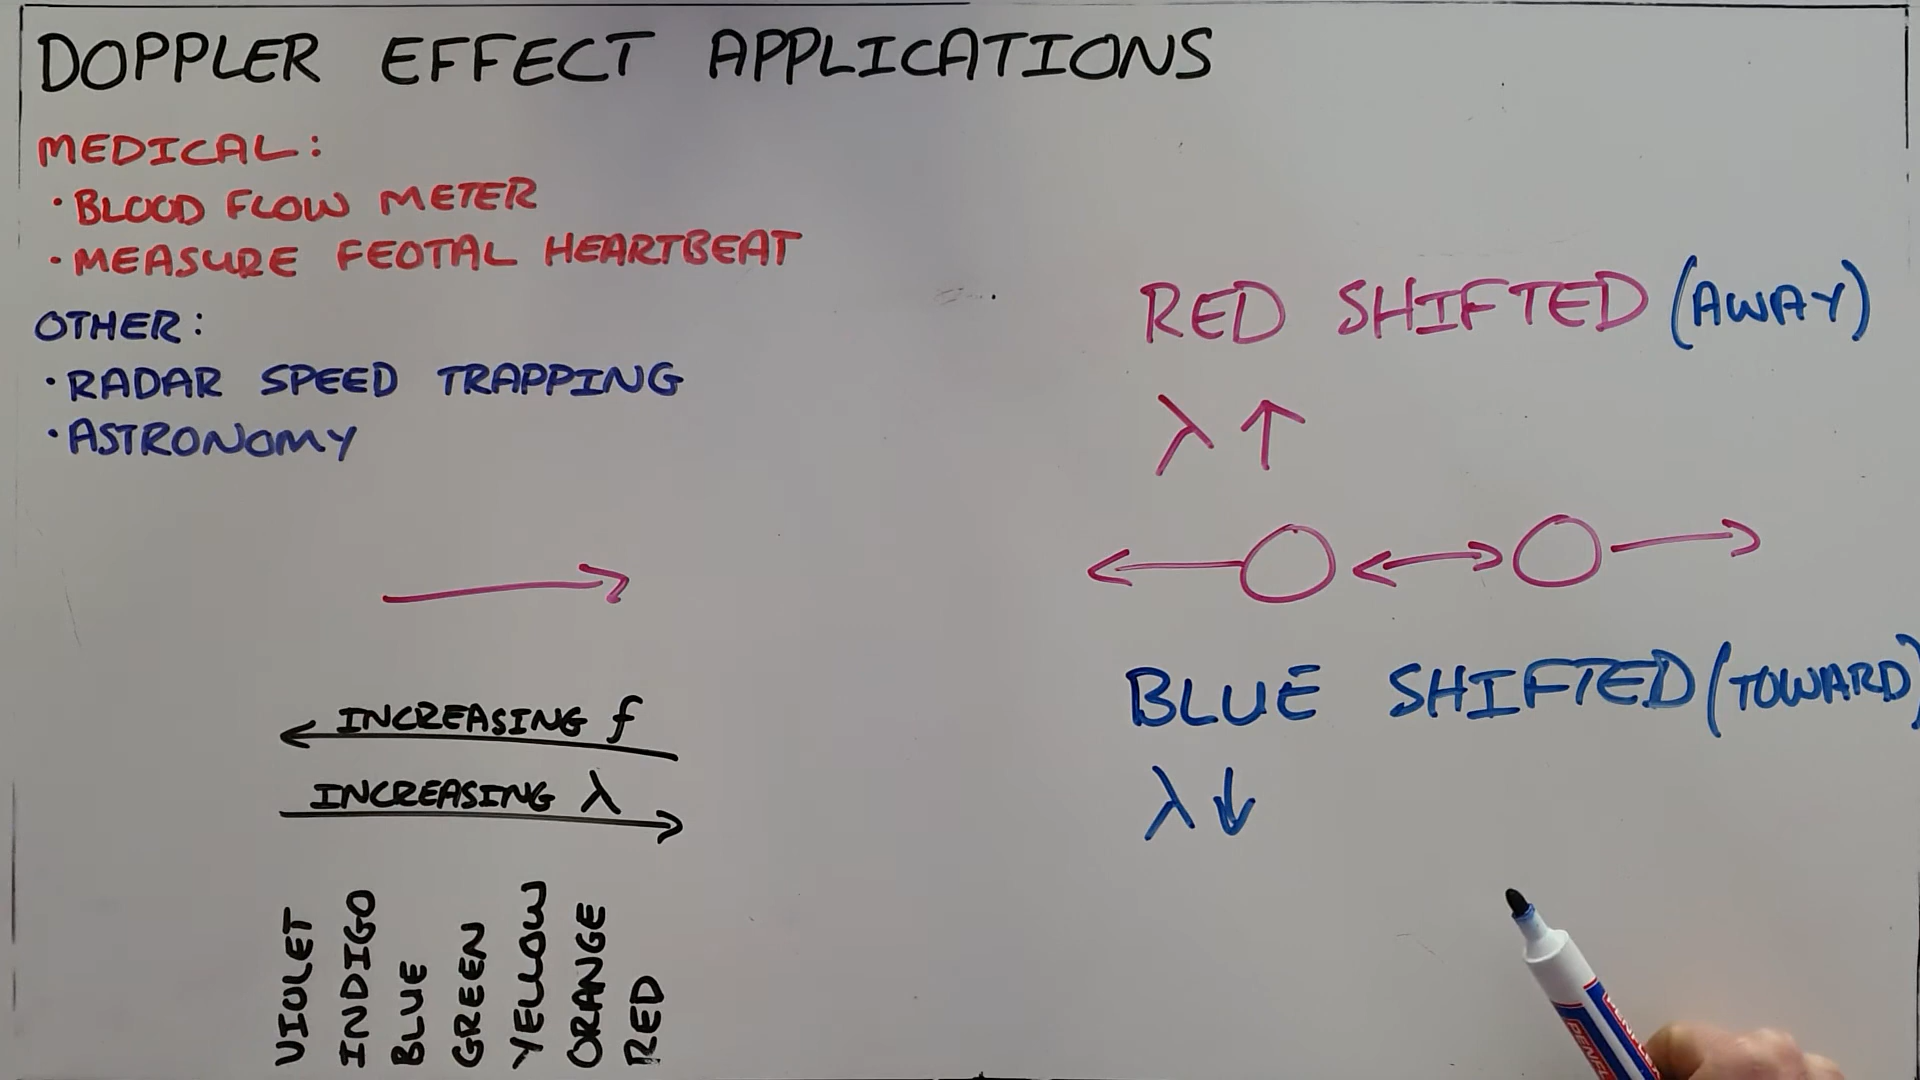 DOPPLER EFFECT APPLICATIONS
MEDICAL:
• BLOOD FLOW METER
• MEASURE FEOTAL HEARTBEAT
OTHER:
• RADAR SPEED TRAPPING
• ASTRONOMY
INCREASING f
INCREASING λ
VIOLET
INDIGO
BLUE
GREEN
YELLOW
ORANGE
RED
RED SHIFTED (AWAY)
λ ↑
BLUE SHIFTED (TOWARD)
λ ↓